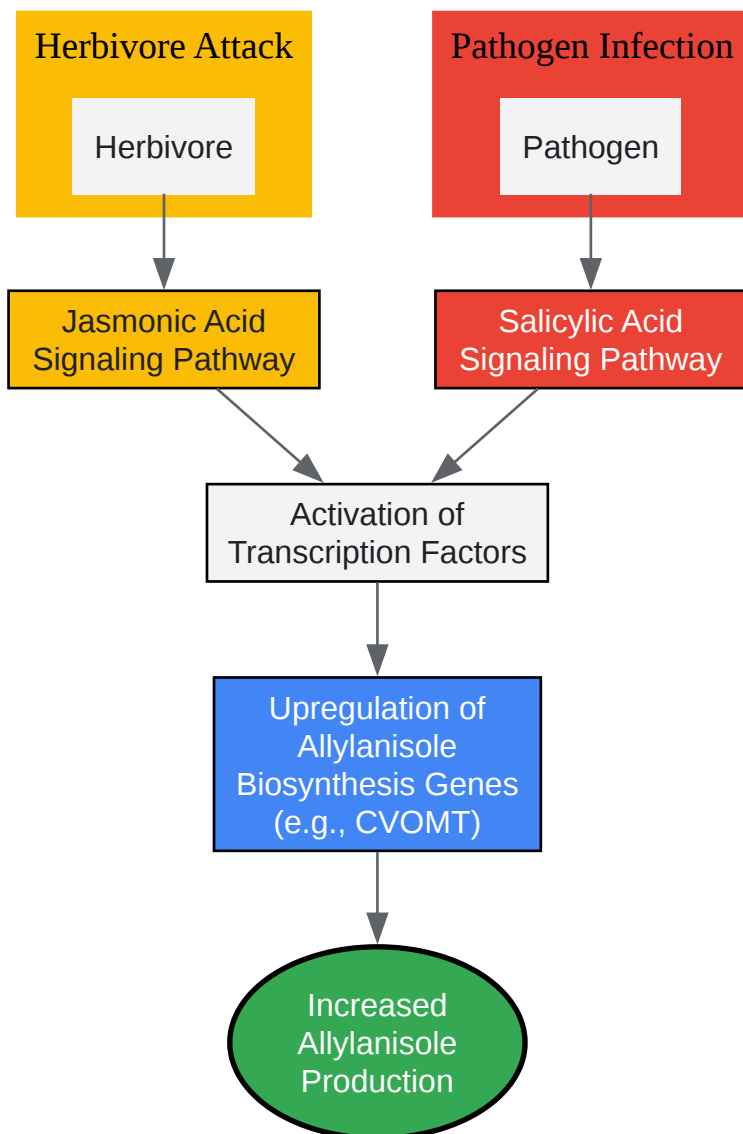 Herbivore Attack
Pathogen Infection
Herbivore
Pathogen
Jasmonic Acid
Signaling Pathway
Salicylic Acid
Signaling Pathway
Activation of
Transcription Factors
Upregulation of
Allylanisole
Biosynthesis Genes
(e.g., CVOMT)
Increased
Allylanisole
Production